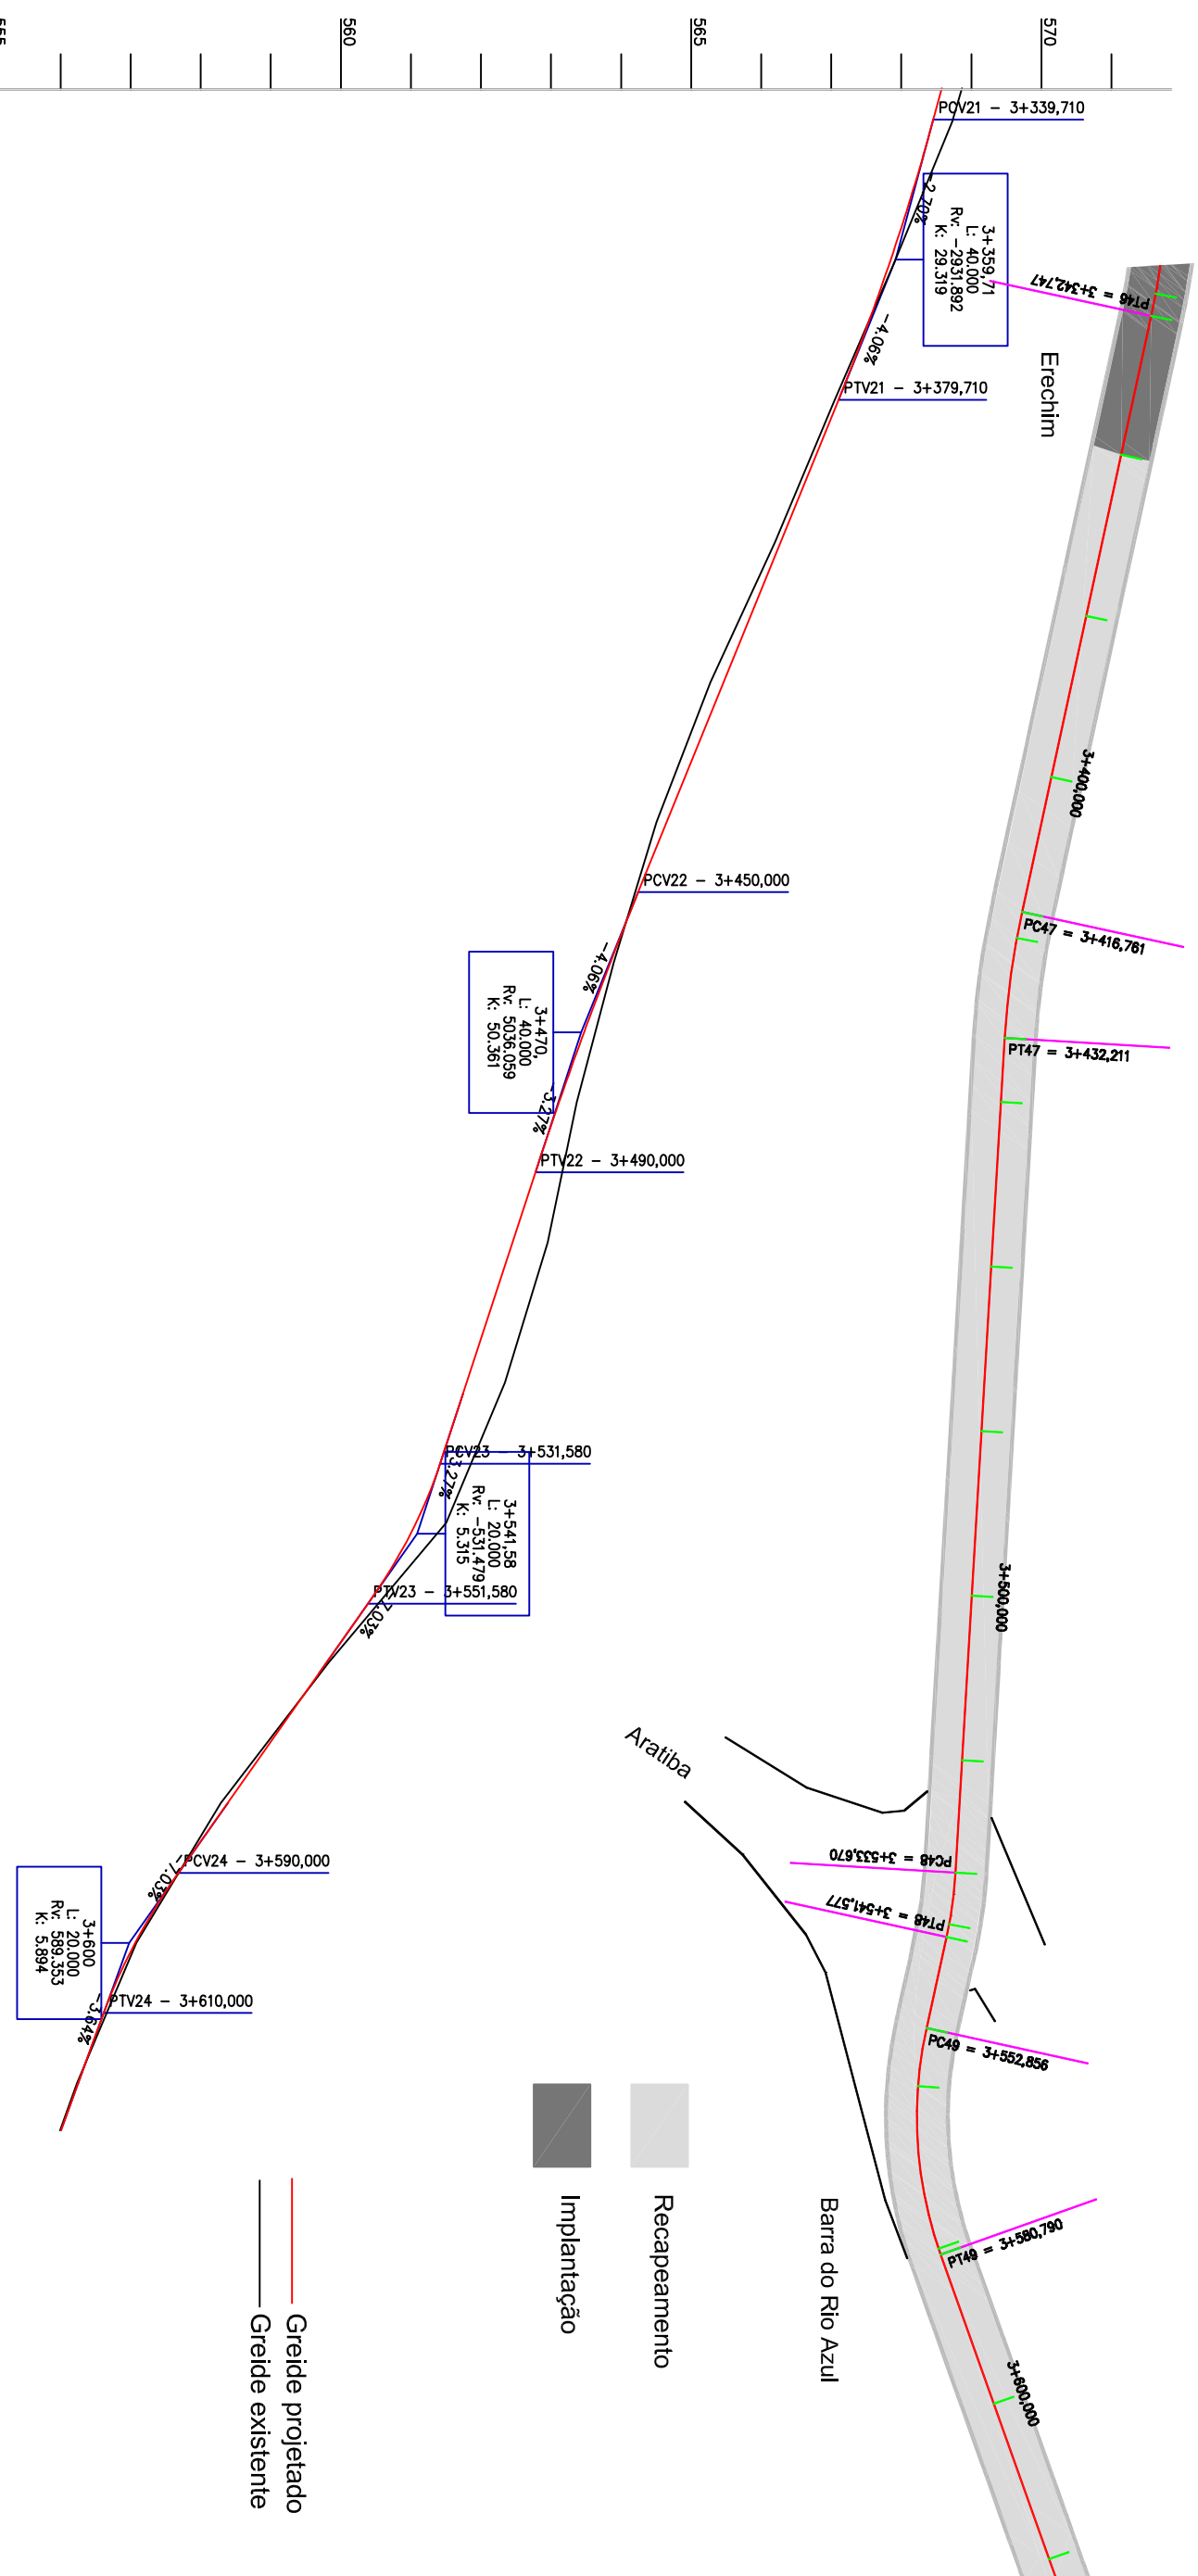 555
560
565
570
PCV21 – 3+339,710
-2.70%
3+359,71
L: 40.000
Rv: -2931.892
K: 29.319
-4.06%
PTV21 – 3+379,710
PCV22 – 3+450,000
-4.06%
3+470,
L: 40.000
Rv: 5036.059
K: 50.361
-3.27%
PTV22 – 3+490,000
PCV23 – 3+531,580
-3.27%
3+541,58
L: 20.000
Rv: -531.479
K: 5.315
PTV23 – 3+551,580
-7.03%
PCV24 – 3+590,000
-7.03%
3+600
L: 20.000
Rv: 589.353
K: 5.894
PTV24 – 3+610,000
-3.64%
PT46 = 3+342,747
Erechim
3+400,000
PC47 = 3+416,761
PT47 = 3+432,211
3+500,000
Aratiba
PC48 = 3+533,670
PT48 = 3+541,577
PC49 = 3+552,856
PT49 = 3+580,790
3+600,000
Barra do Rio Azul
Recapeamento
Implantação
Greide projetado
Greide existente